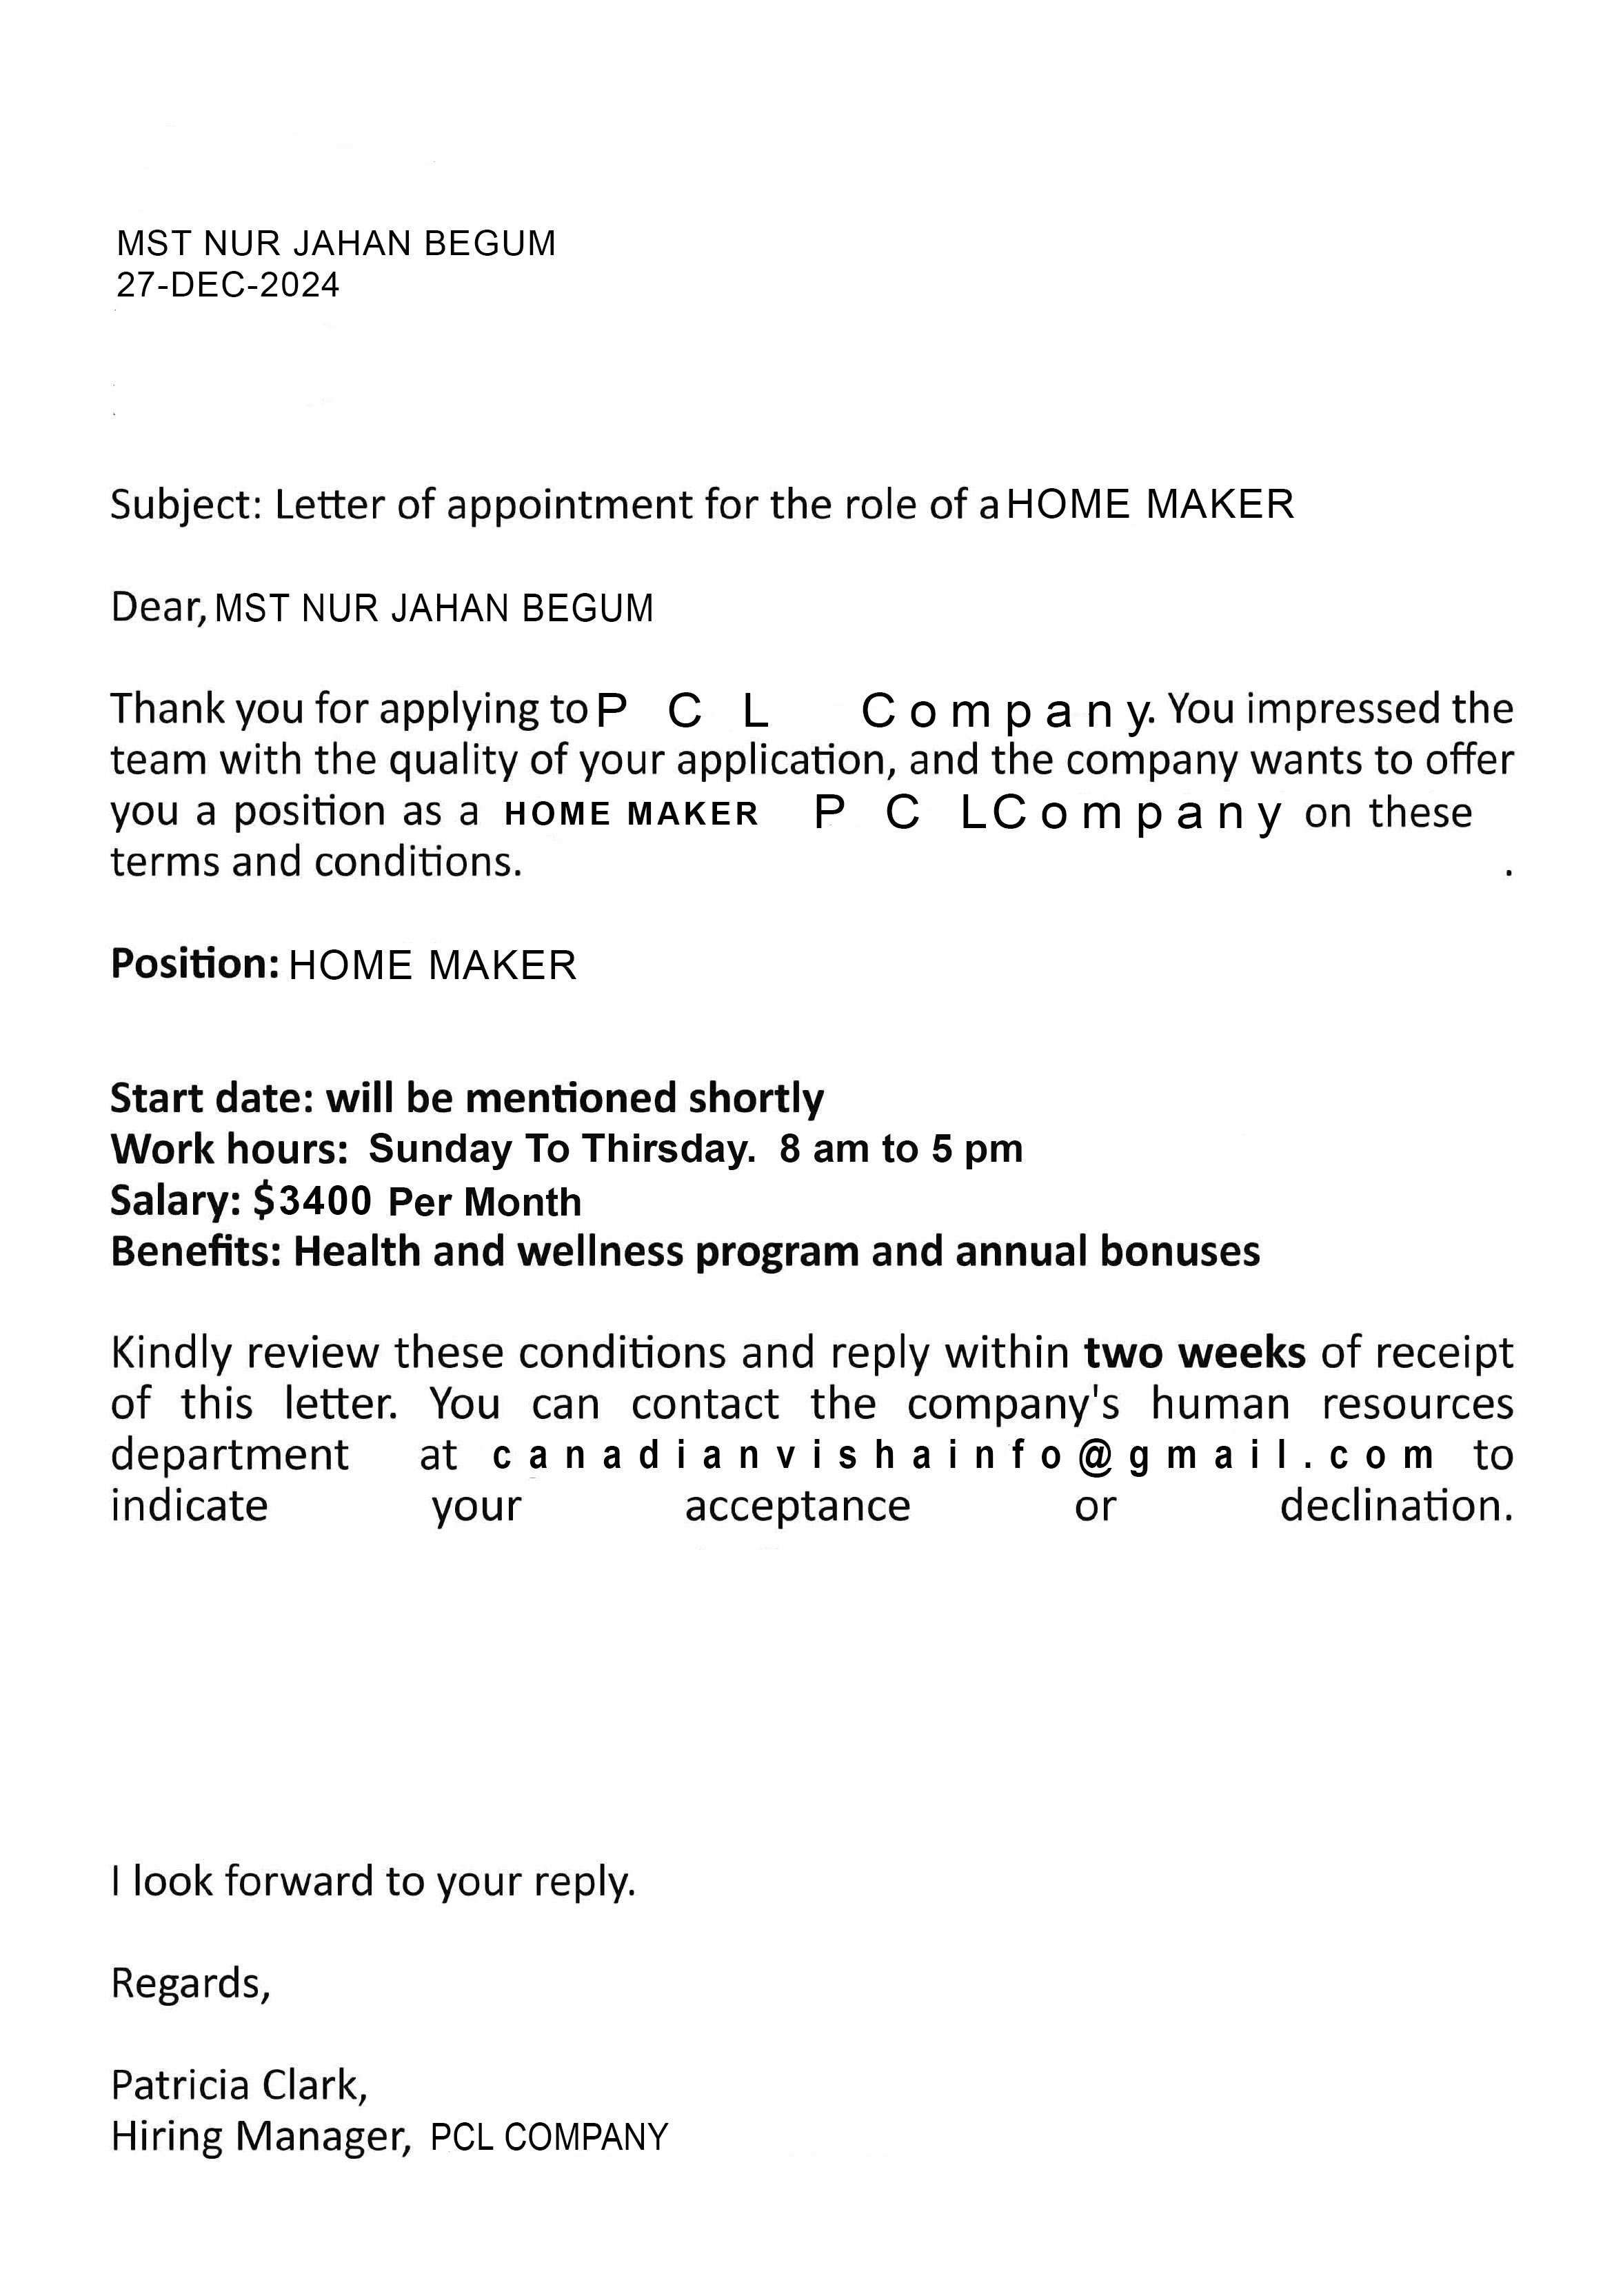 MST NUR JAHAN BEGUM
27-DEC-2024
Subject: Letter of appointment for the role of a HOME MAKER
Dear, MST NUR JAHAN BEGUM
Thank you for applying to P C L Company. You impressed the
team with the quality of your application, and the company wants to offer
you a position as a HOME MAKER P C LCompany on these
terms and conditions. .
Position: HOME MAKER
Start date: will be mentioned shortly
Work hours: Sunday To Thirsday. 8 am to 5 pm
Salary: $3400 Per Month
Benefits: Health and wellness program and annual bonuses
Kindly review these conditions and reply within two weeks of receipt
of this letter. You can contact the company's human resources
department at canadianvishainfo@gmail.com to
indicate your acceptance or declination.
I look forward to your reply.
Regards,
Patricia Clark,
Hiring Manager, PCL COMPANY